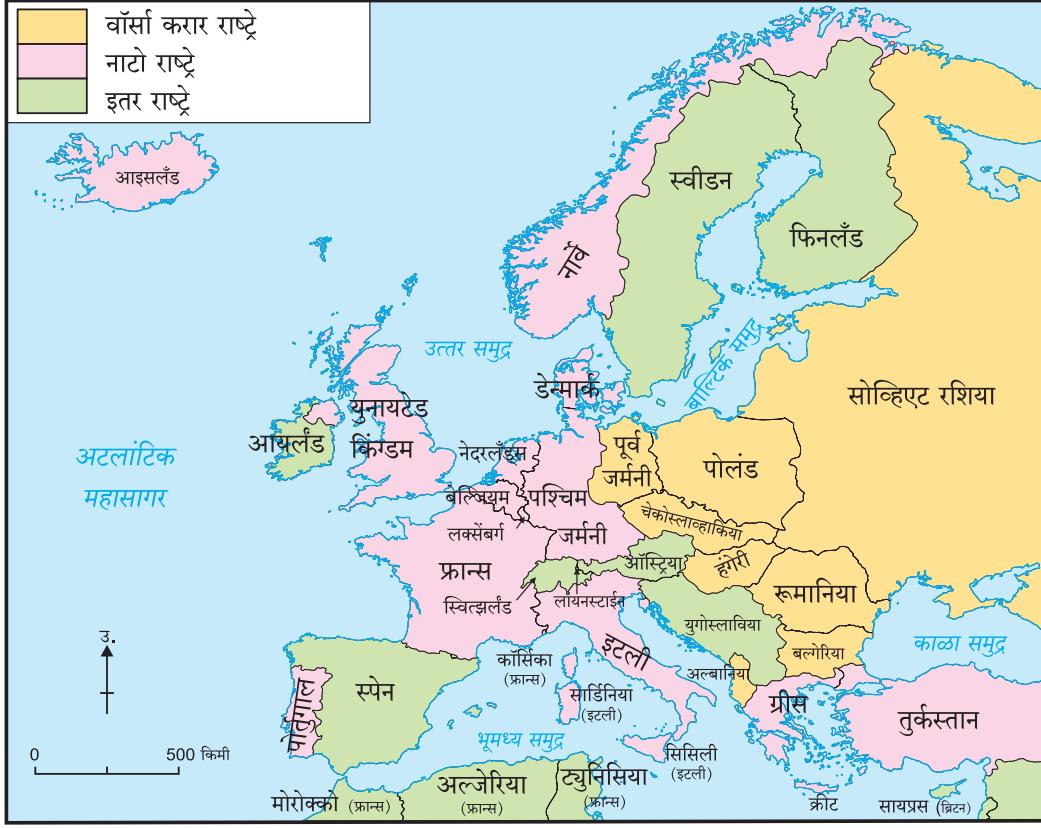 वॉर्सा करार राष्ट्रे
नाटो राष्ट्रे
इतर राष्ट्रे
आइसलँड
स्वीडन
फिनलँड
नार्वे
उत्तर समुद्र
बाल्टिक समुद्र
सोव्हिएट रशिया
डेन्मार्क
युनायटेड
किंग्डम
आयर्लंड
अटलांटिक
महासागर
नेदरलँड्स
पूर्व
जर्मनी
पोलंड
बेल्जियम
पश्चिम
जर्मनी
लक्सेंबर्ग
चेकोस्लाव्हाकिया
फ्रान्स
ऑस्ट्रिया
हंगेरी
रूमानिया
स्वित्झर्लंड
लायनस्टाईन
युगोस्लाविया
काळा समुद्र
उ.
बल्गेरिया
इटली
कॉर्सिका
(फ्रान्स)
अल्बानिया
स्पेन
पोर्तुगाल
सार्डिनिया
(इटली)
ग्रीस
तुर्कस्तान
भूमध्य समुद्र
सिसिली
(इटली)
0 500 किमी
मोरोक्को (फ्रान्स)
अल्जेरिया
(फ्रान्स)
ट्युनिसिया
(फ्रान्स)
क्रीट
सायप्रस (ब्रिटन)